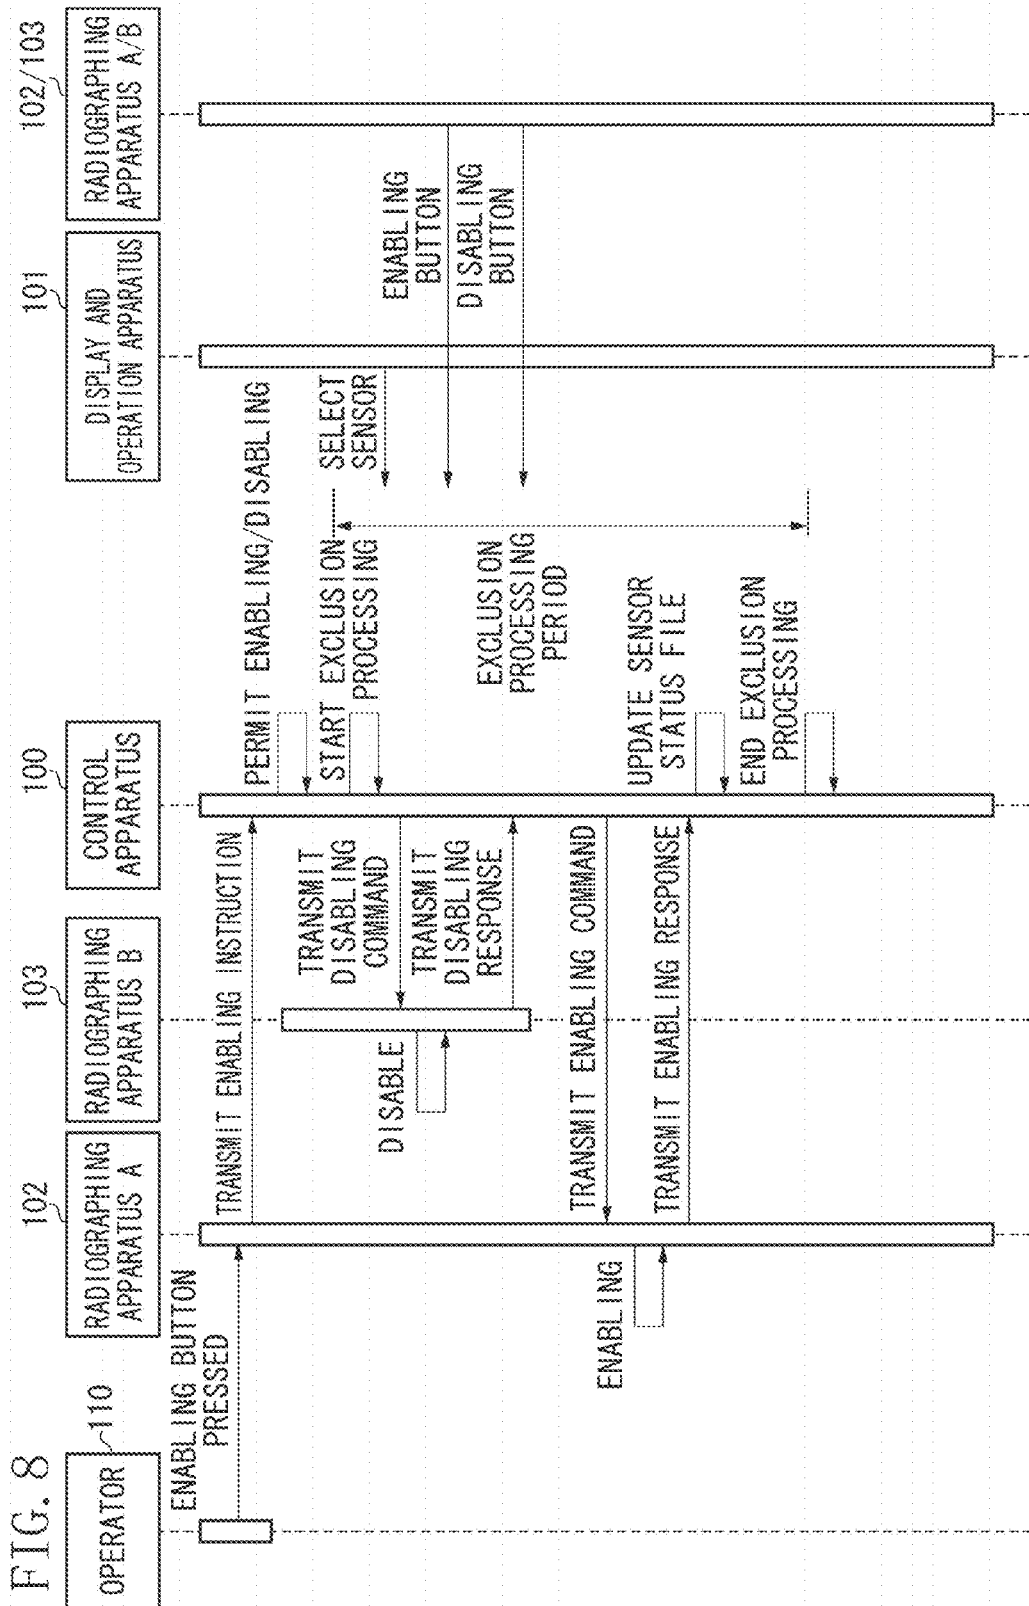 FIG. 8
OPERATOR
110
RADIOGRAPHING
APPARATUS A
102
RADIOGRAPHING
APPARATUS B
103
CONTROL
APPARATUS
100
DISPLAY AND
OPERATION APPARATUS
101
RADIOGRAPHING
APPARATUS A/B
102/103
ENABLING BUTTON
PRESSED
TRANSMIT ENABLING INSTRUCTION
PERMIT ENABLING/DISABLING
START EXCLUSION
PROCESSING
SELECT
SENSOR
TRANSMIT
DISABLING
COMMAND
DISABLE
ENABLING
BUTTON
TRANSMIT
DISABLING
RESPONSE
DISABLING
BUTTON
EXCLUSION
PROCESSING
PERIOD
TRANSMIT ENABLING COMMAND
ENABLING
TRANSMIT ENABLING RESPONSE
UPDATE SENSOR
STATUS FILE
END EXCLUSION
PROCESSING